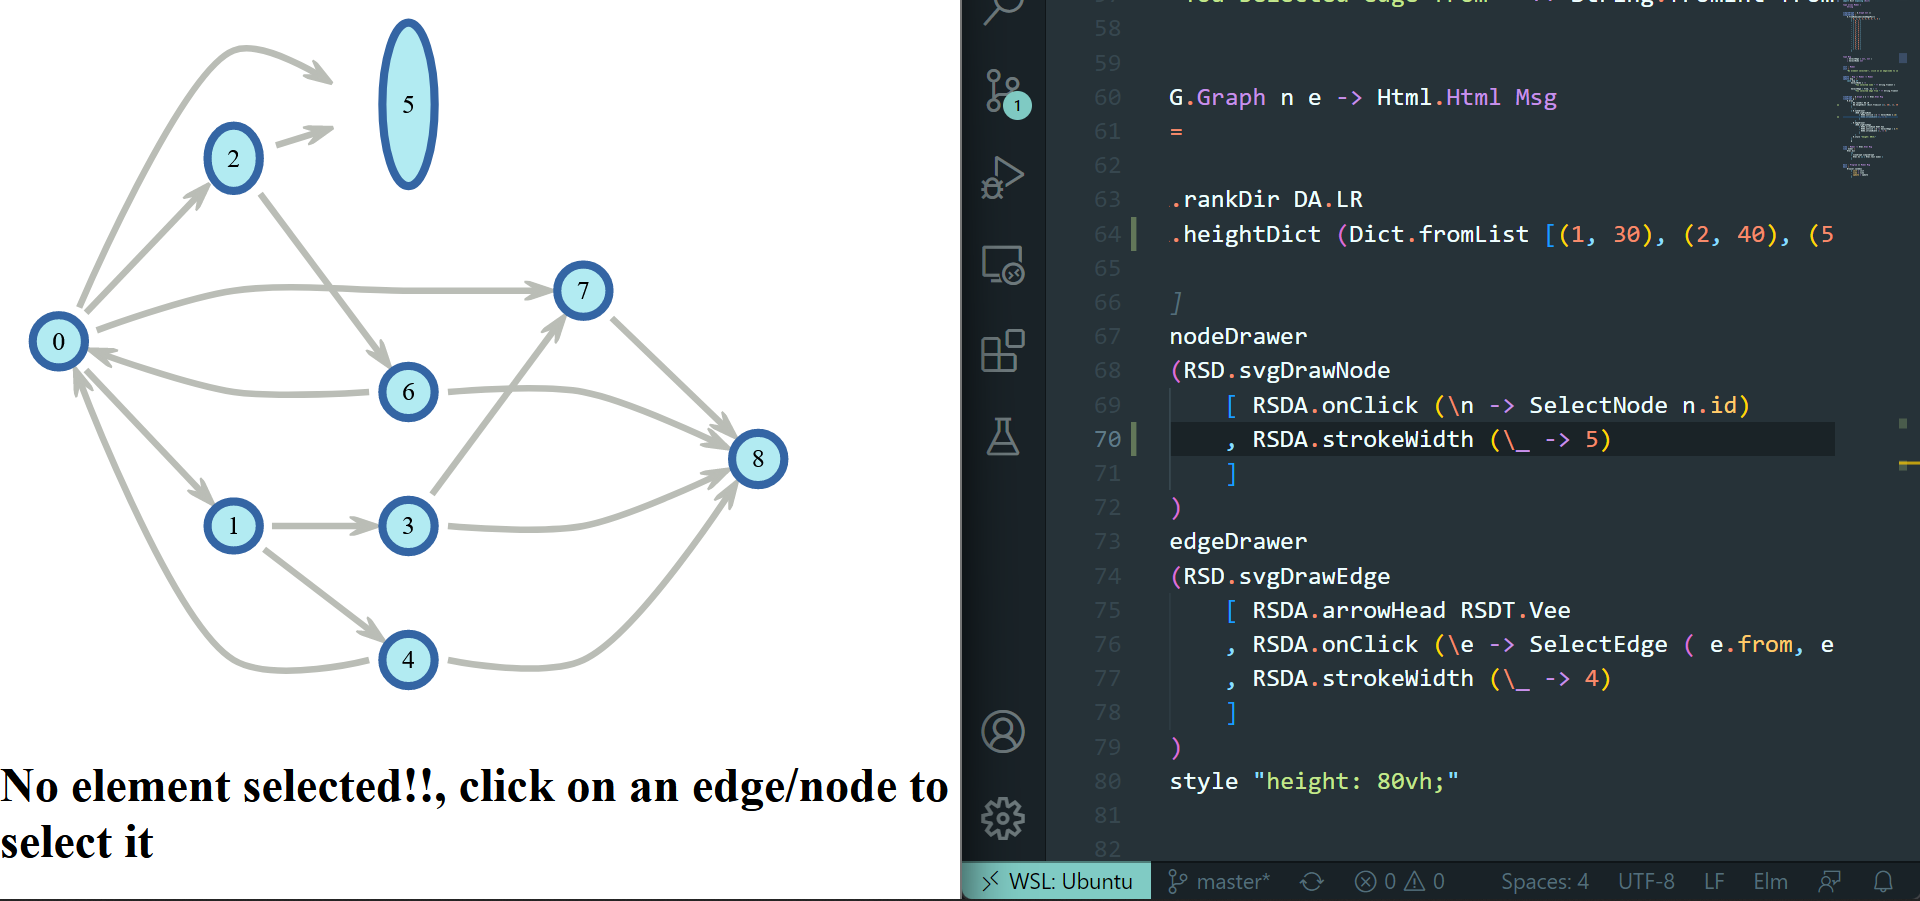 5
2
7
0
6
8
1
3
4
No element selected!!, click on an edge/node to
select it
1
58
59
60 G.Graph n e -> Html.Html Msg
61 =
62
63 .rankDir DA.LR
64 .heightDict (Dict.fromList [(1, 30), (2, 40), (5
65
66 ]
67 nodeDrawer
68 (RSD.svgDrawNode
69 [ RSDA.onClick (\n -> SelectNode n.id)
70 , RSDA.strokeWidth (\_ -> 5)
71 ]
72 )
73 edgeDrawer
74 (RSD.svgDrawEdge
75 [ RSDA.arrowHead RSDT.Vee
76 , RSDA.onClick (\e -> SelectEdge ( e.from, e
77 , RSDA.strokeWidth (\_ -> 4)
78 ]
79 )
80 style "height: 80vh;"
81
82
WSL: Ubuntu master* 0 0 Spaces: 4 UTF-8 LF Elm